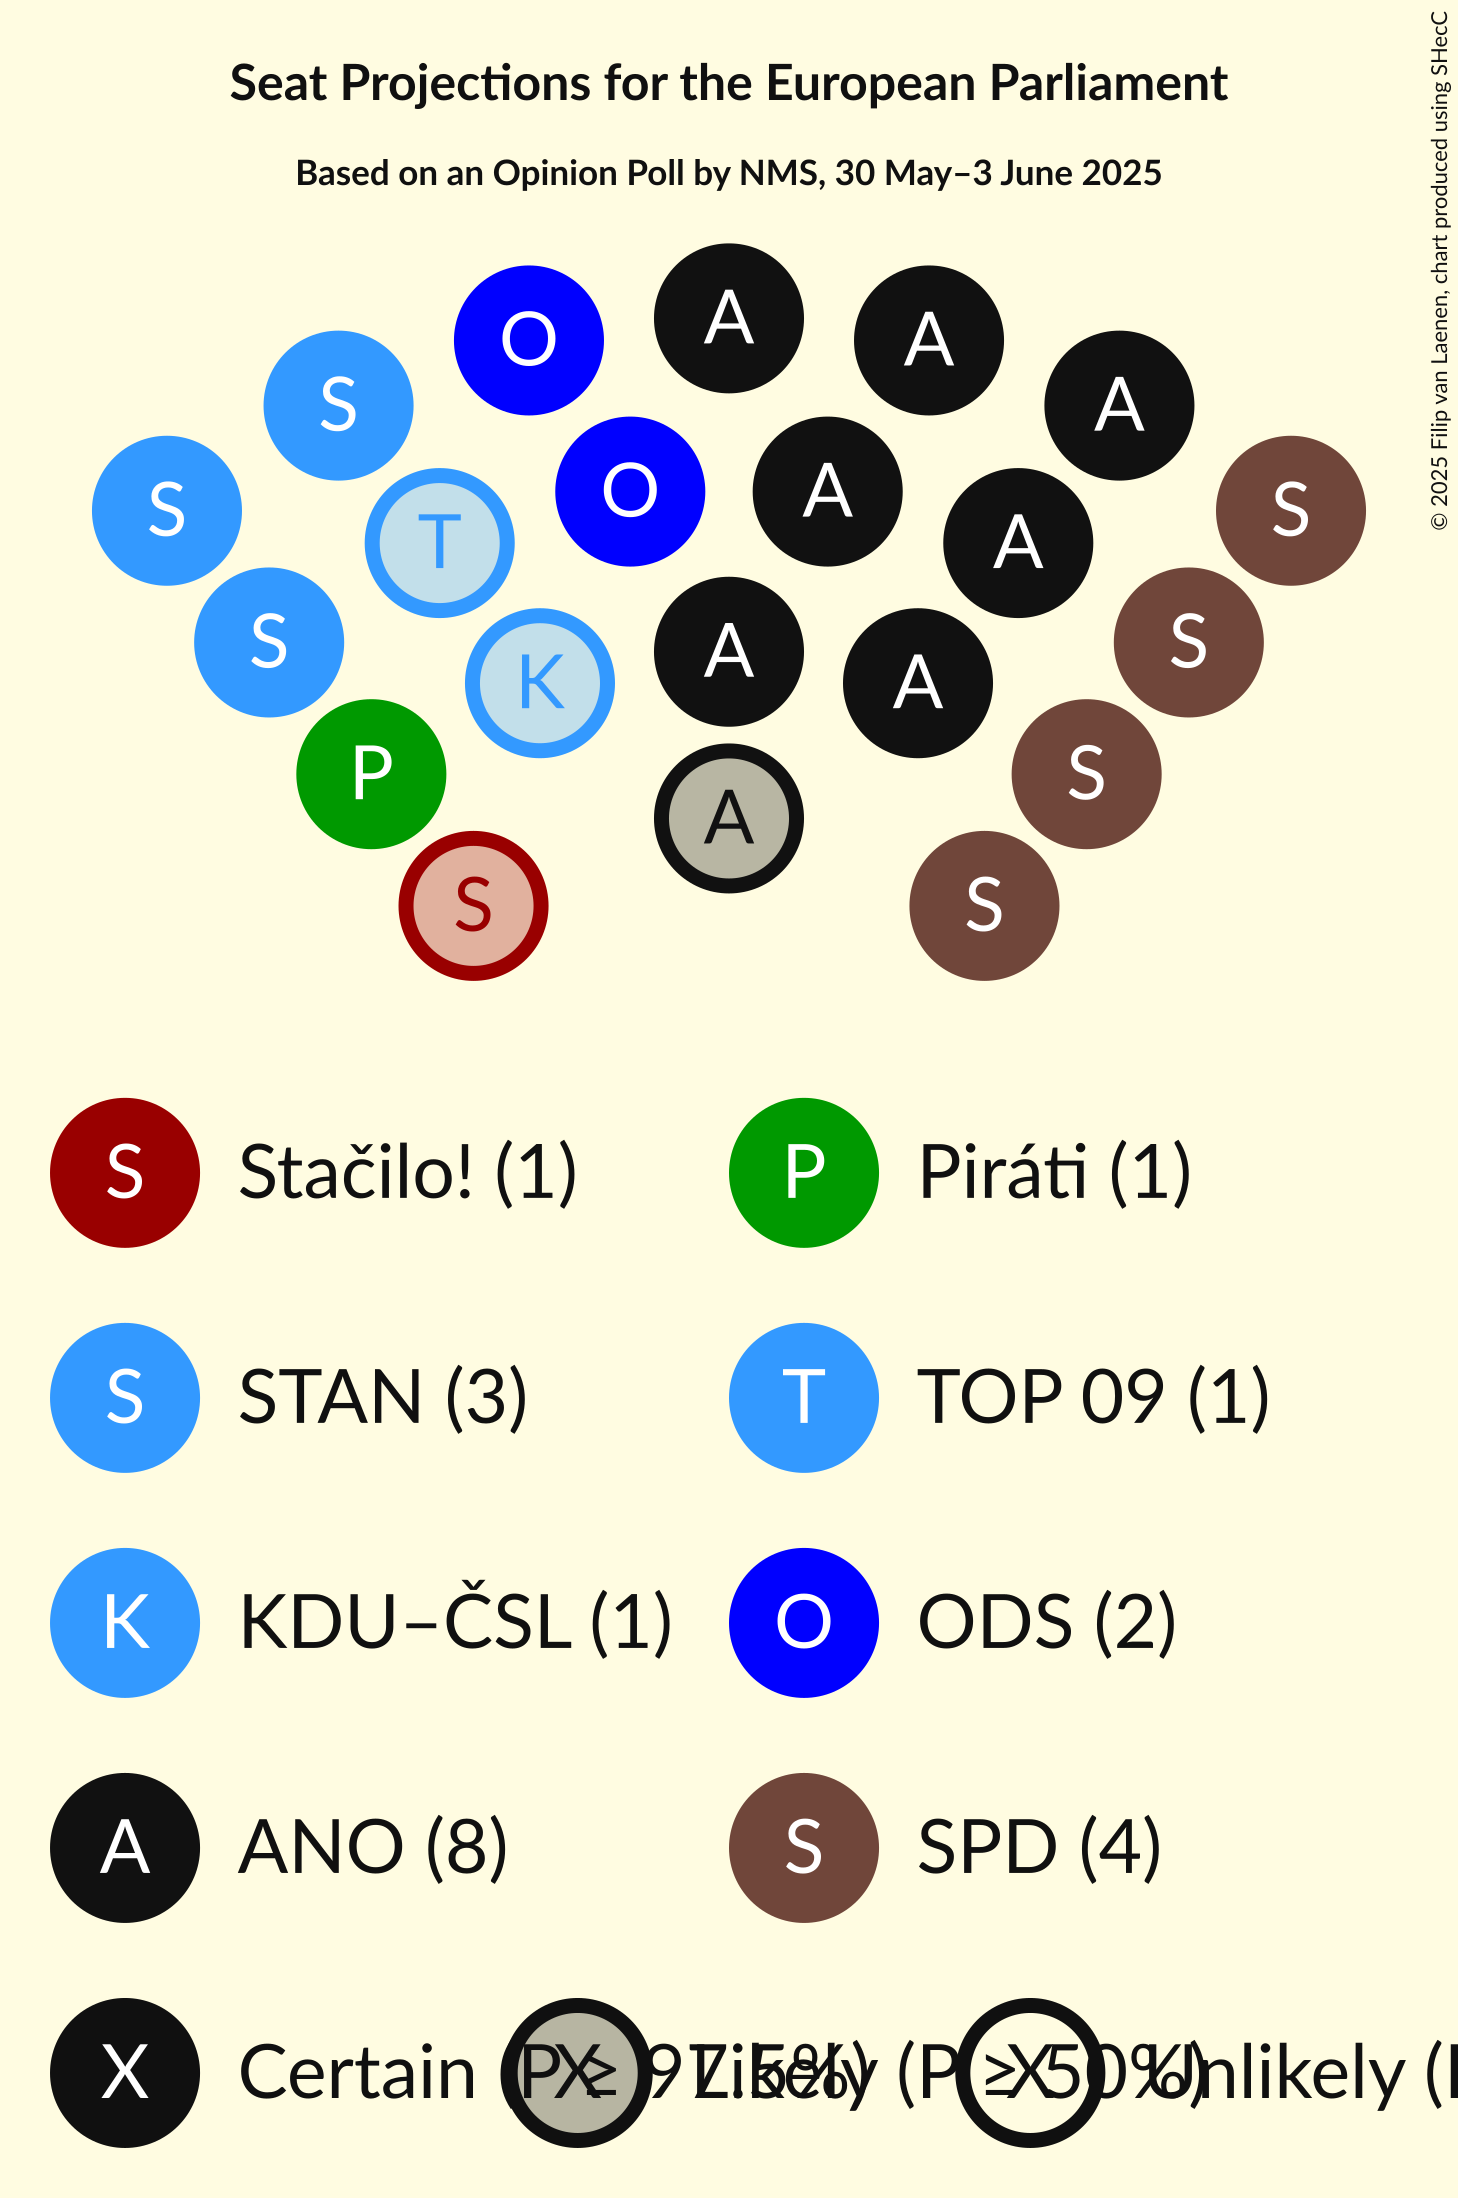 Seat Projections for the European Parliament
Based on an Opinion Poll by NMS, 30 May–3 June 2025
© 2025 Filip van Laenen, chart produced using SHecC
A
O A
S A
S O A S
T A
S A S
K A
P S
A
S S
S Stačilo! (1) P Piráti (1)
S STAN (3) T TOP 09 (1)
K KDU–ČSL (1) O ODS (2)
A ANO (8) S SPD (4)
X Certain (P ≥ 97.5%) X Likely (P ≥ 50%) X Unlikely (